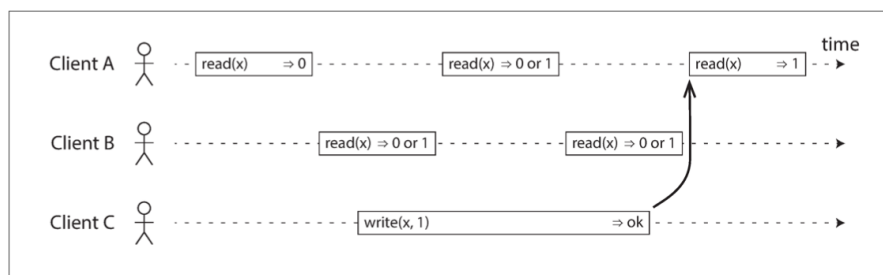 time
Client A read(x) ⇒ 0 read(x) ⇒ 0 or 1 read(x) ⇒ 1
Client B read(x) ⇒ 0 or 1 read(x) ⇒ 0 or 1
Client C write(x, 1) ⇒ ok